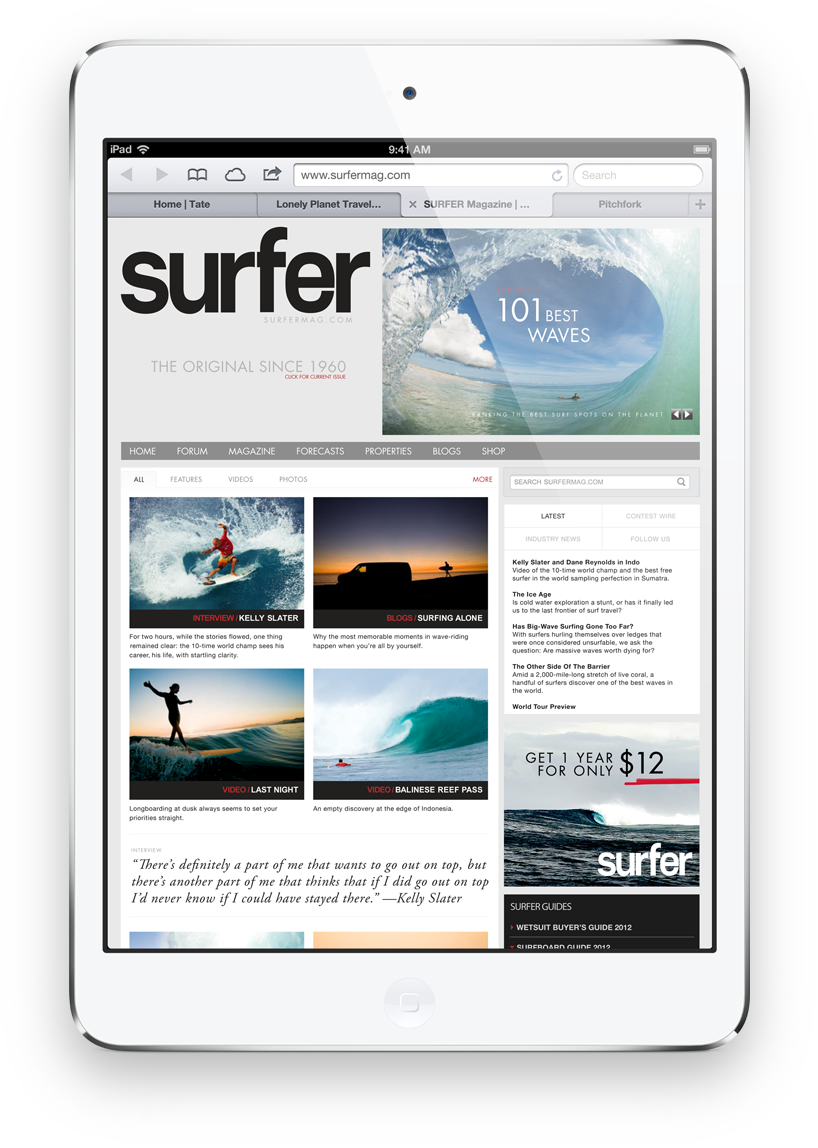 iPad
9:41 AM
www.surfermag.com
Search
Home | Tate
Lonely Planet Travel...
SURFER Magazine | ...
Pitchfork
surfer
SURFERMAG.COM
THE ORIGINAL SINCE 1960
CLICK FOR CURRENT ISSUE
101 BEST
WAVES
RANKING THE BEST SURF SPOTS ON THE PLANET
HOME FORUM MAGAZINE FORECASTS PROPERTIES BLOGS SHOP
ALL FEATURES VIDEOS PHOTOS MORE
INTERVIEW / KELLY SLATER
For two hours, while the stories flowed, one thing
remained clear: the 10-time world champ sees his
career, his life, with startling clarity.
BLOGS / SURFING ALONE
Why the most memorable moments in wave-riding
happen when you're all by yourself.
VIDEO / LAST NIGHT
Longboarding at dusk always seems to set your
priorities straight.
VIDEO / BALINESE REEF PASS
An empty discovery at the edge of Indonesia.
INTERVIEW
“There’s definitely a part of me that wants to go out on top, but
there’s another part of me that thinks that if I did go out on top
I’d never know if I could have stayed there.” —Kelly Slater
SEARCH SURFERMAG.COM
LATEST
CONTEST WIRE
INDUSTRY NEWS
FOLLOW US
Kelly Slater and Dane Reynolds in Indo
Video of the 10-time world champ and the best free
surfer in the world sampling perfection in Sumatra.
The Ice Age
Is cold water exploration a stunt, or has it finally led
us to the last frontier of surf travel?
Has Big-Wave Surfing Gone Too Far?
With surfers hurling themselves over ledges that
were once considered unsurfable, we ask the
question: Are massive waves worth dying for?
The Other Side Of The Barrier
Amid a 2,000-mile-long stretch of live coral, a
handful of surfers discover one of the best waves in
the world.
World Tour Preview
GET 1 YEAR
FOR ONLY $12
surfer
SURFER GUIDES
WETSUIT BUYER'S GUIDE 2012
SURFBOARD GUIDE 2012